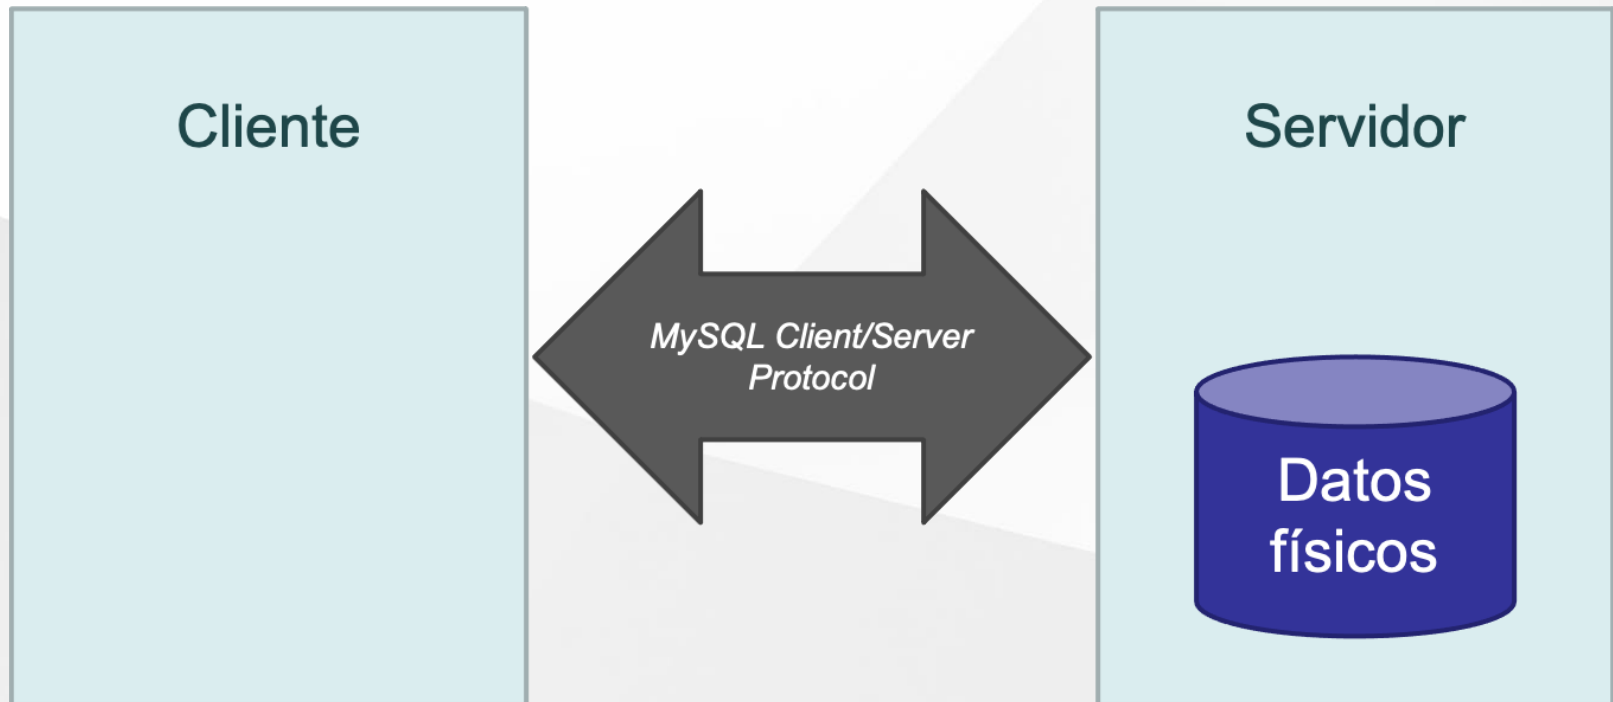 Cliente
Servidor
MySQL Client/Server
Protocol
Datos
físicos